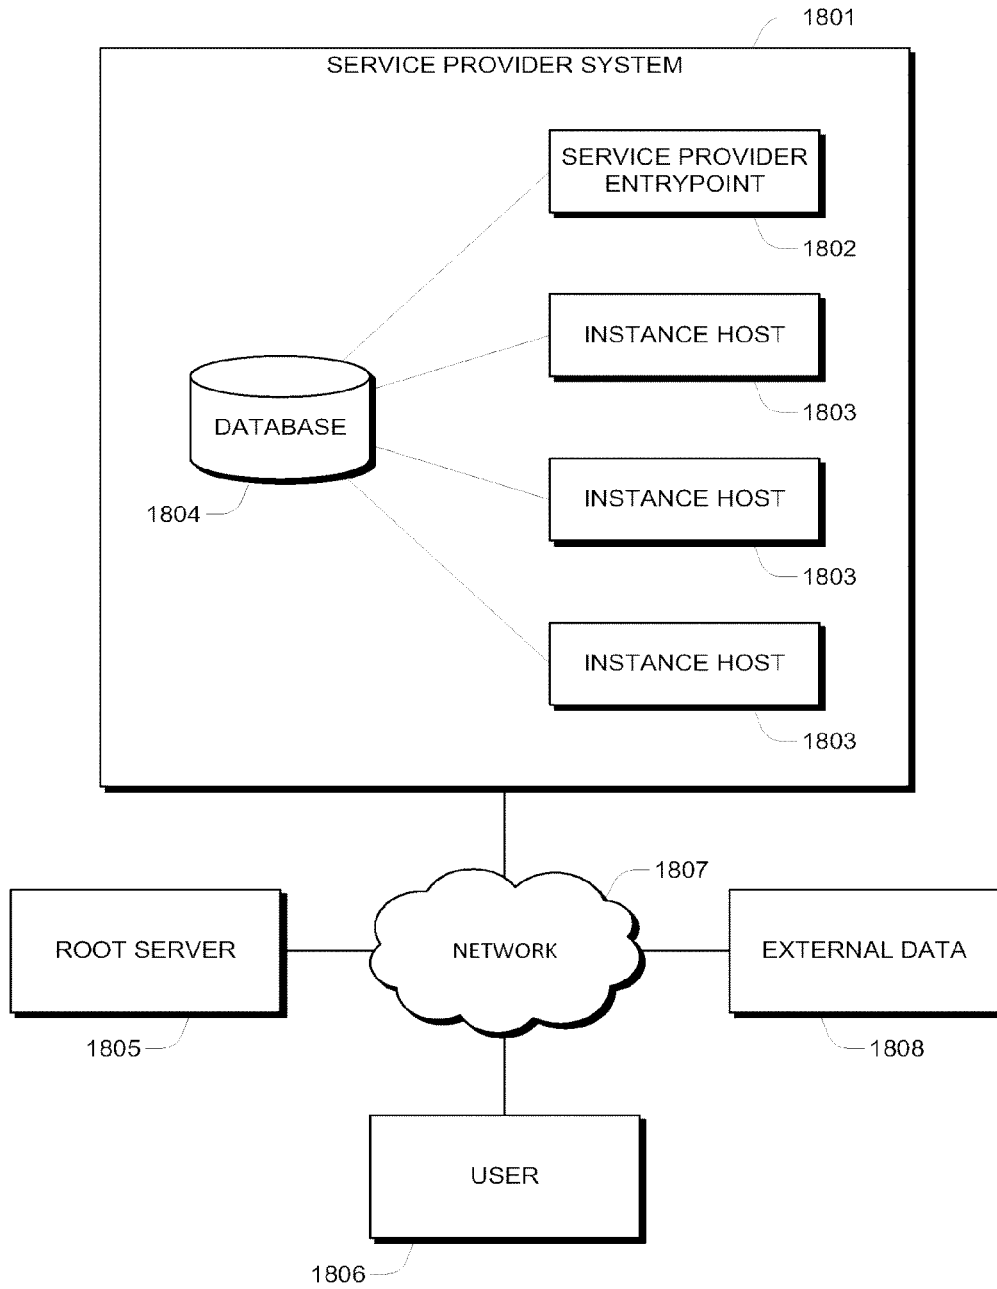 1801
SERVICE PROVIDER SYSTEM
SERVICE PROVIDER
ENTRYPOINT
1802
INSTANCE HOST
1803
DATABASE
1804
INSTANCE HOST
1803
INSTANCE HOST
1803
1807
ROOT SERVER
NETWORK
EXTERNAL DATA
1805
1808
USER
1806